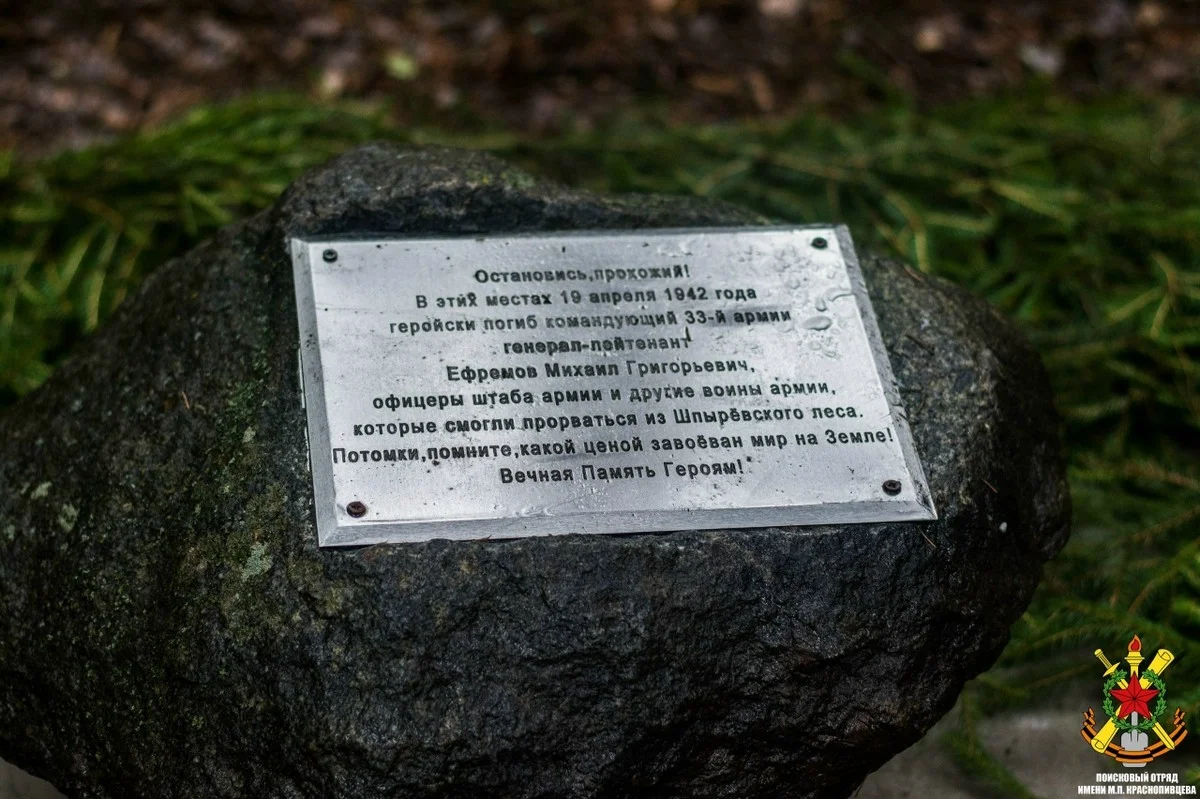 Остановись,прохожий!
В этих местах 19 апреля 1942 года
геройски погиб командующий 33-й армии
генерал-лейтенант
Ефремов Михаил Григорьевич,
офицеры штаба армии и другие воины армии,
которые смогли прорваться из Шпырёвского леса.
Потомки,помните,какой ценой завоёван мир на Земле!
Вечная Память Героям!
ПОИСКОВЫЙ ОТРЯД
ИМЕНИ М.П. КРАСНОПИВЦЕВА